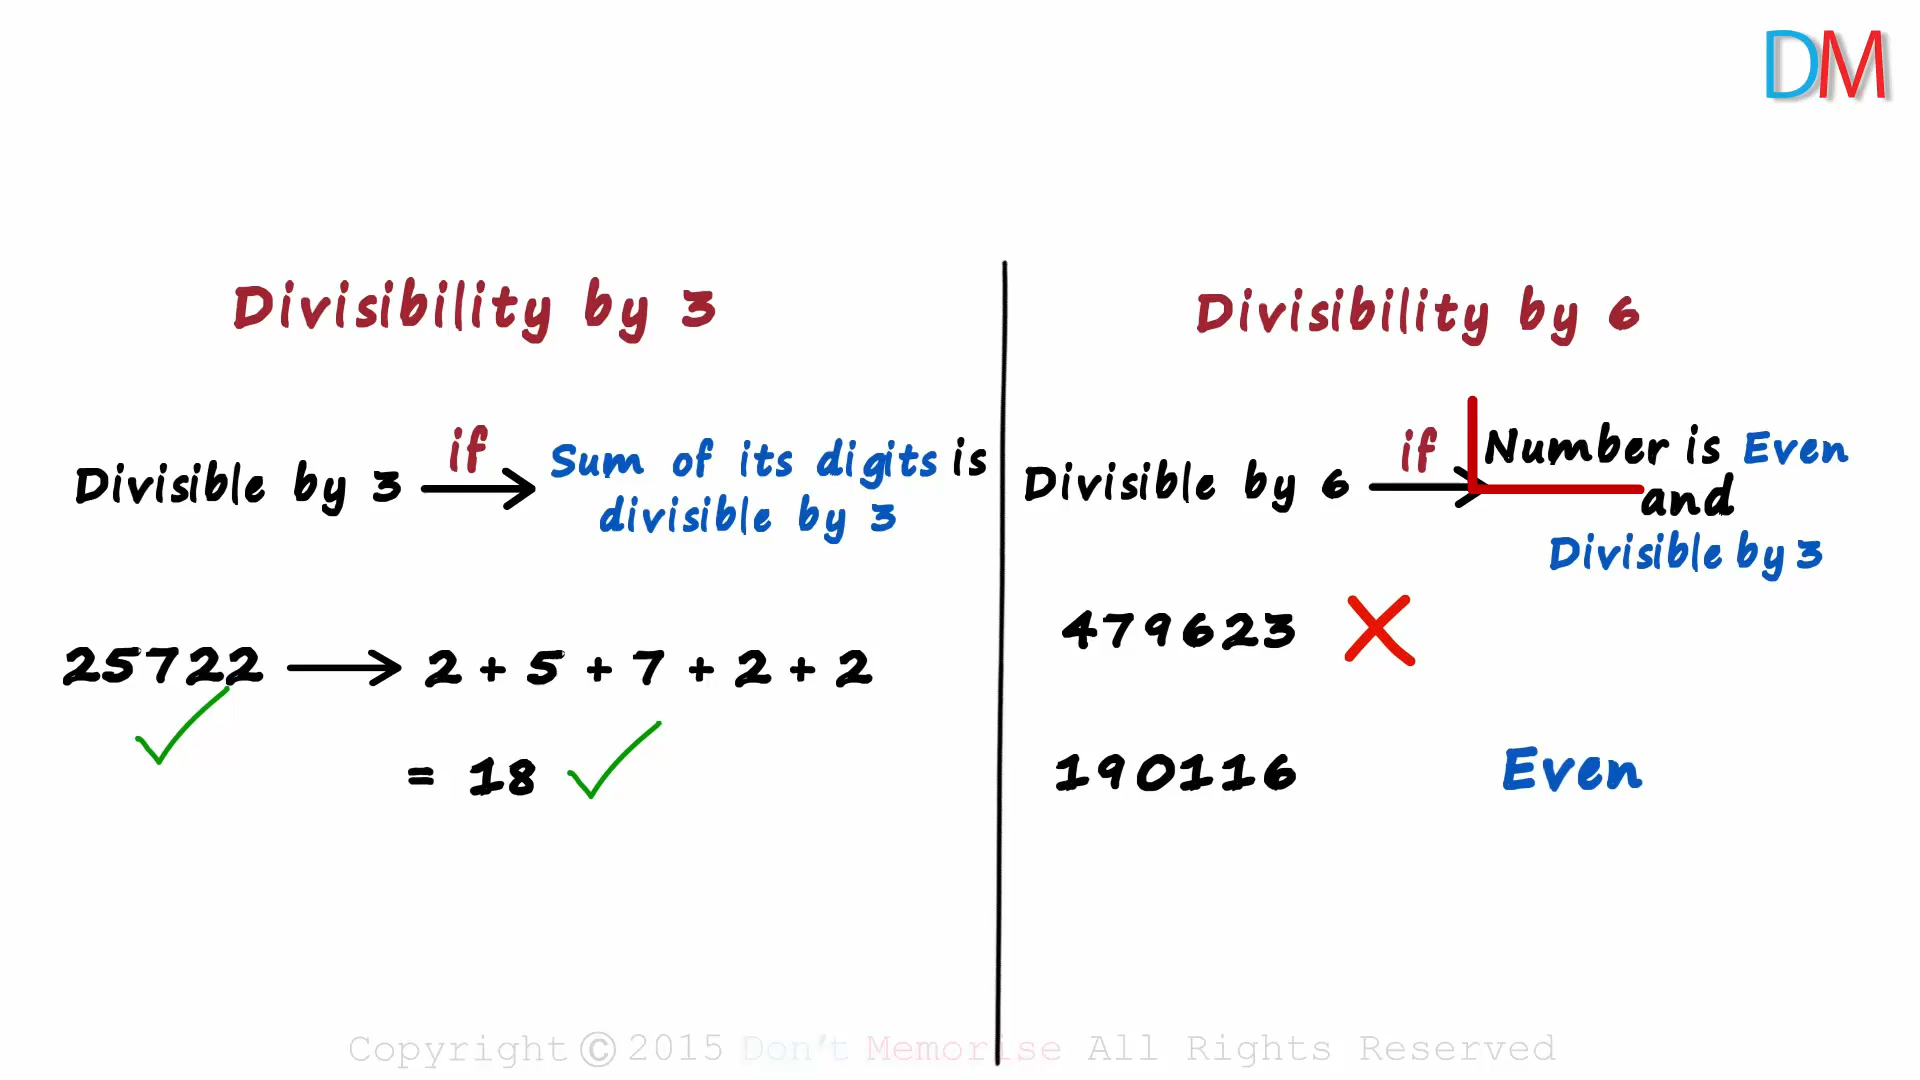 DM
Divisibility by 3
Divisible by 3 if Sum of its digits is
divisible by 3
25722 → 2 + 5 + 7 + 2 + 2
= 18 ✓
✓
Divisibility by 6
Divisible by 6 if Number is Even
and
Divisible by 3
479623 ✗
190116 Even
Copyright © 2015 Don't Memorise All Rights Reserved